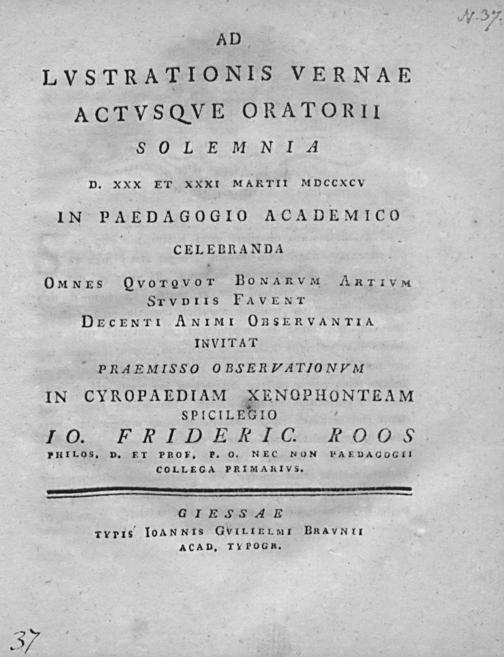 N. 37.
AD
LVSTRATIONIS VERNAE
ACTVSQVE ORATORII
SOLEMNIA
D. XXX ET XXXI MARTII MDCCXCV
IN PAEDAGOGIO ACADEMICO
CELEBRANDA
OMNES QVOTQVOT BONARVM ARTIVM
STVDIIS FAVENT
DECENTI ANIMI OBSERVANTIA
INVITAT
PRAEMISSO OBSERVATIONVM
IN CYROPAEDIAM XENOPHONTEAM
SPICILEGIO
IO. FRIDERIC. ROOS
PHILOS. D. ET PROF. P. O. NEC NON PAEDAGOGII
COLLEGA PRIMARIVS.
GIESSAE
TYPIS IOANNIS GVILIELMI BRAVNII
ACAD. TYPOGR.
37